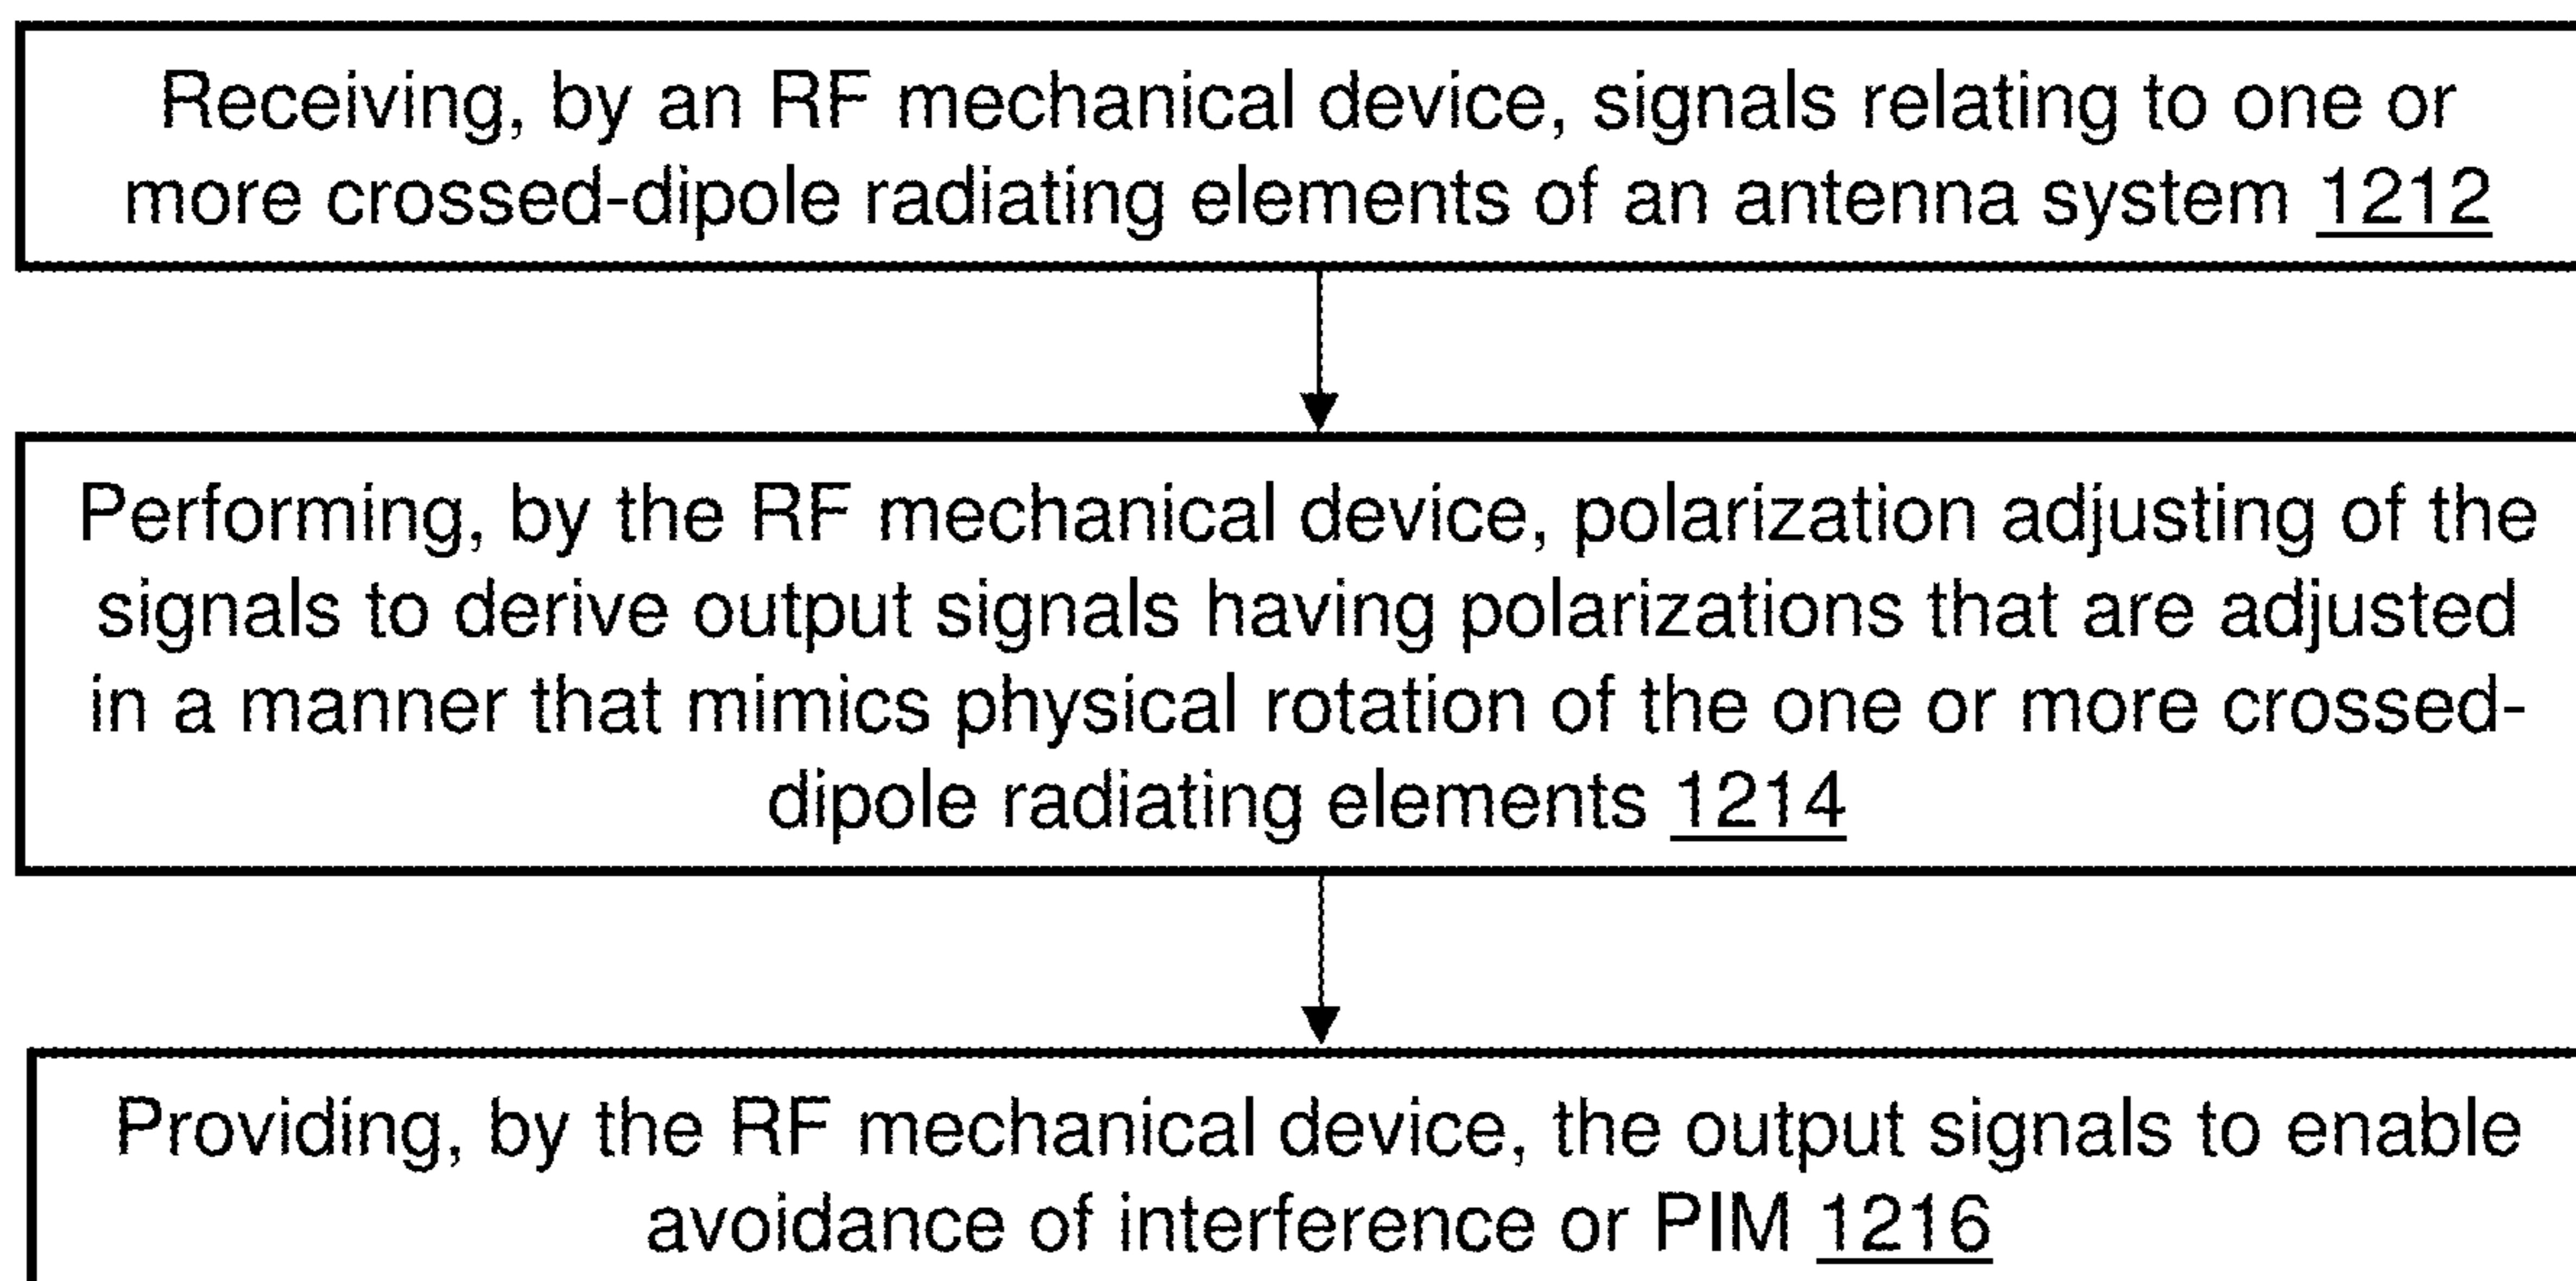 Receiving, by an RF mechanical device, signals relating to one or
more crossed-dipole radiating elements of an antenna system 1212
Performing, by the RF mechanical device, polarization adjusting of the
signals to derive output signals having polarizations that are adjusted
in a manner that mimics physical rotation of the one or more crossed-
dipole radiating elements 1214
Providing, by the RF mechanical device, the output signals to enable
avoidance of interference or PIM 1216